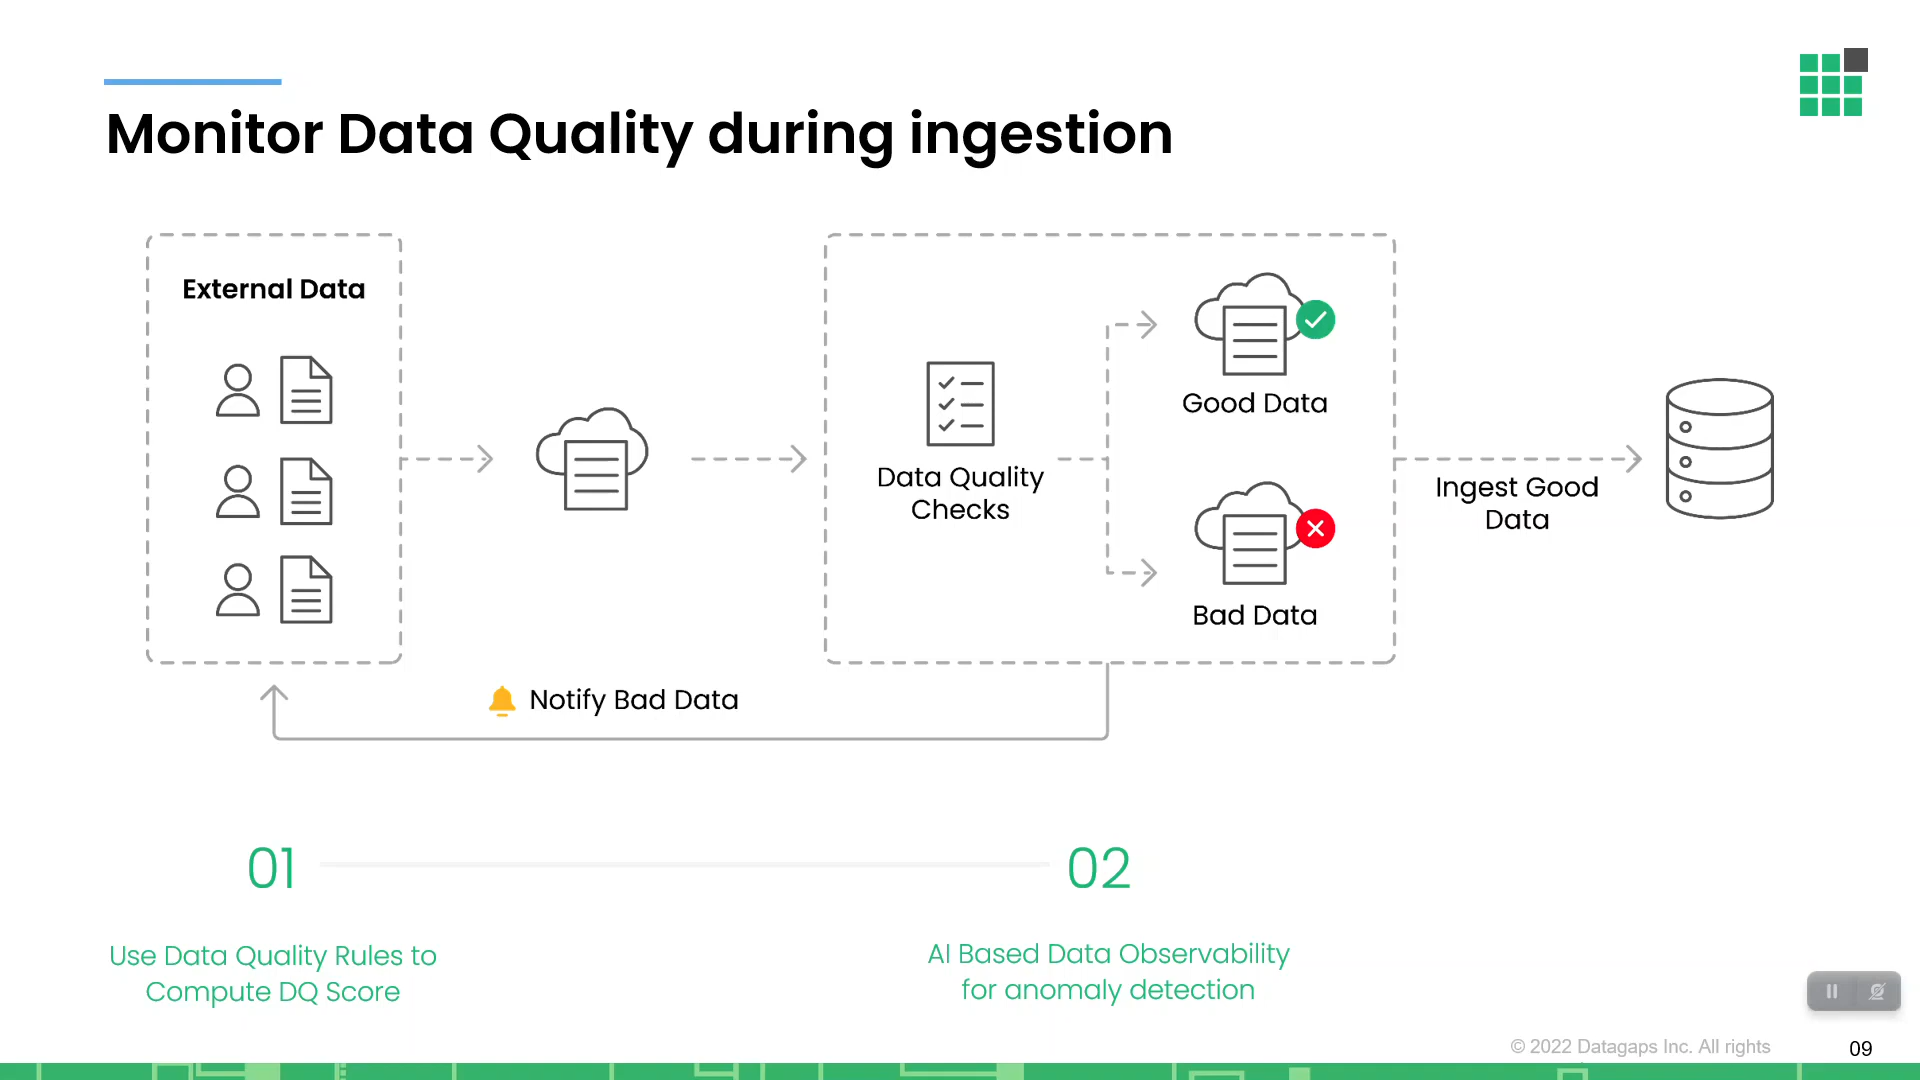 Monitor Data Quality during ingestion
External Data
Data Quality
Checks
Good Data
Bad Data
Ingest Good
Data
Notify Bad Data
01
02
Use Data Quality Rules to
Compute DQ Score
AI Based Data Observability
for anomaly detection
© 2022 Datagaps Inc. All rights
09